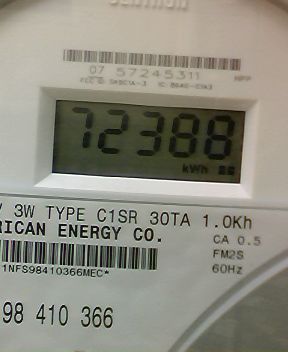 CENTRON
07 57245311
72388
kWh
V 3W TYPE C1SR 30TA 1.0Kh
RICAN ENERGY CO.
CA 0.5
FM2S
60Hz
1NFS98410366MEC*
98 410 366